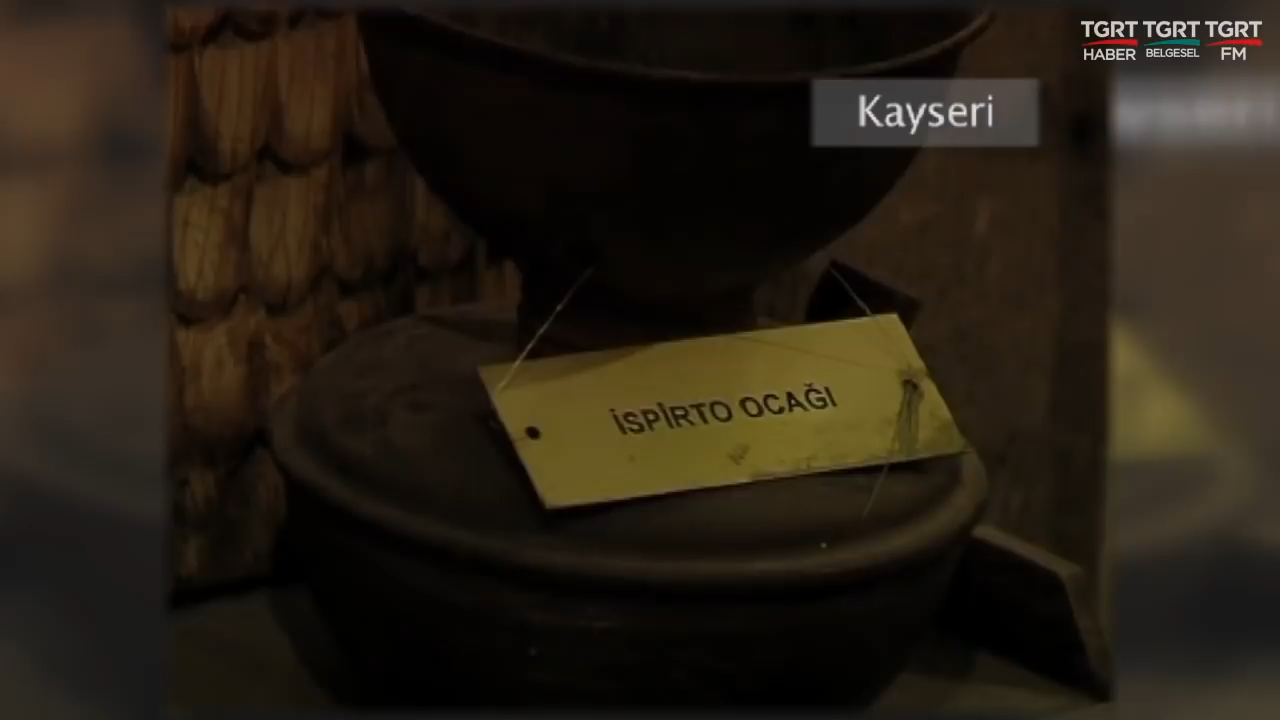 TGRT TGRT TGRT
HABER BELGESEL FM
Kayseri
İSPİRTO OCAĞI